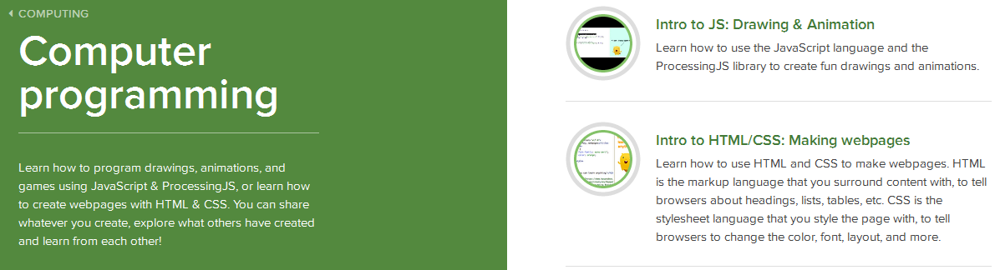 COMPUTING
Computer
programming
Learn how to program drawings, animations, and
games using JavaScript & ProcessingJS, or learn how
to create webpages with HTML & CSS. You can share
whatever you create, explore what others have created
and learn from each other!
Intro to JS: Drawing & Animation
Learn how to use the JavaScript language and the
ProcessingJS library to create fun drawings and animations.
Intro to HTML/CSS: Making webpages
Learn how to use HTML and CSS to make webpages. HTML
is the markup language that you surround content with, to tell
browsers about headings, lists, tables, etc. CSS is the
stylesheet language that you style the page with, to tell
browsers to change the color, font, layout, and more.